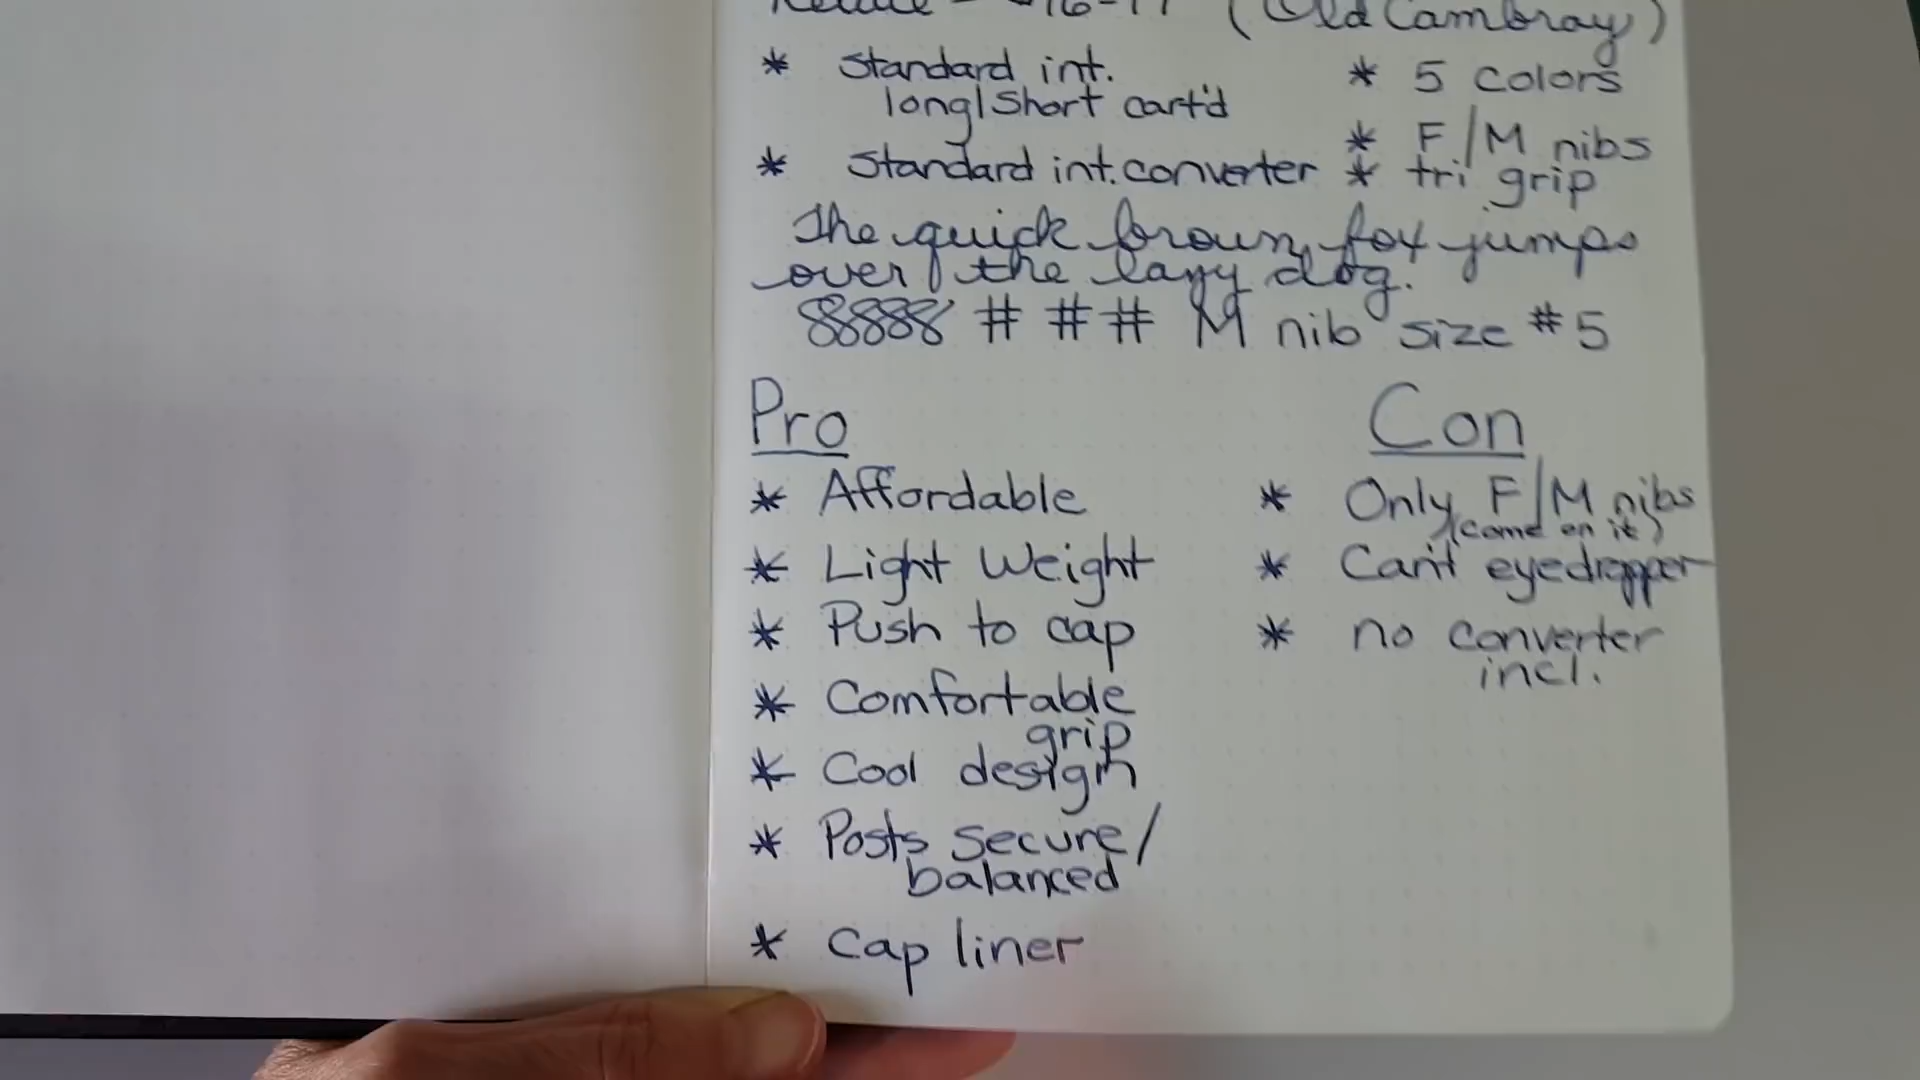 (Old Cambray)
* Standard int.
long/short cart'd
* 5 colors
* F/M nibs
* Standard int. converter
* tri grip
The quick brown fox jumps
over the lazy dog.
88888 # # # M nib size #5
Pro
* Affordable
* Light Weight
* Push to cap
* Comfortable
grip
* Cool design
* Posts secure/
balanced
* Cap liner
Con
* Only F/M nibs
(came on it)
* Can't eyedropper
* no converter
incl.